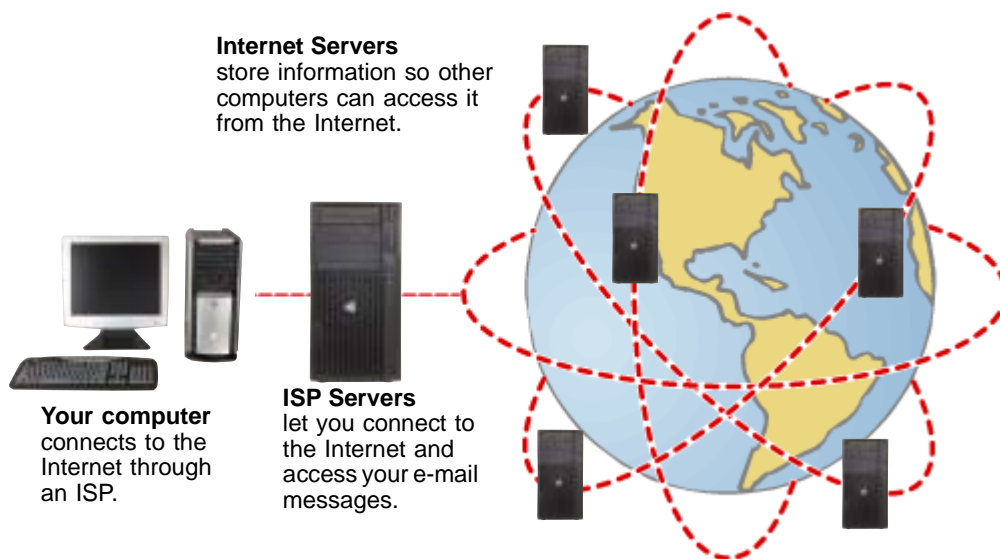 Internet Servers
store information so other
computers can access it
from the Internet.
Your computer
connects to the
Internet through
an ISP.
ISP Servers
let you connect to
the Internet and
access your e-mail
messages.